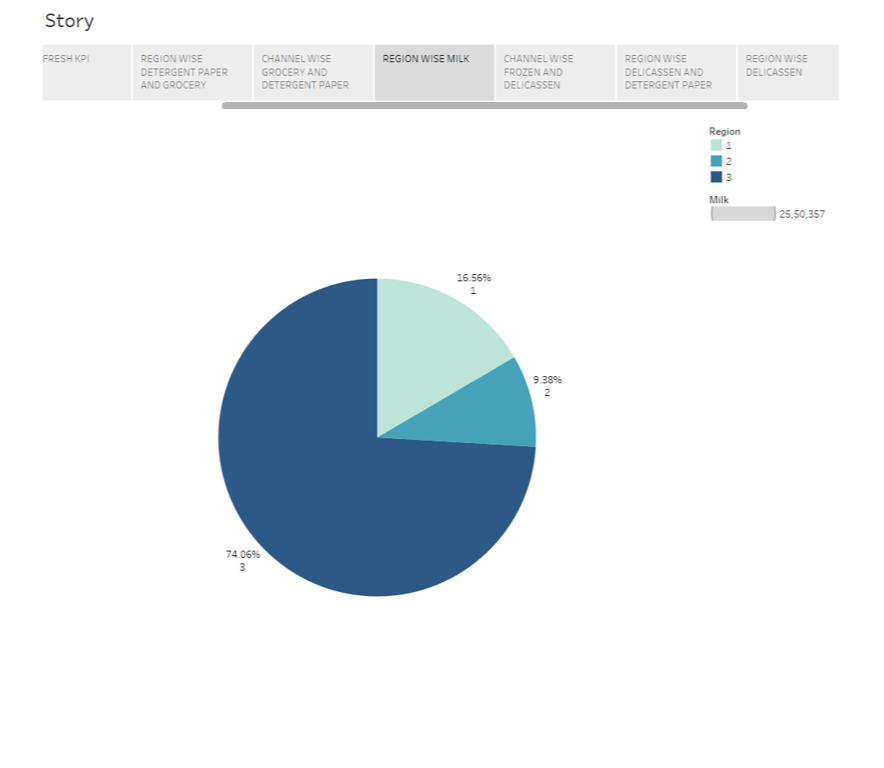 Story
FRESH KPI
REGION WISE
DETERGENT PAPER
AND GROCERY
CHANNEL WISE
GROCERY AND
DETERGENT PAPER
REGION WISE MILK
CHANNEL WISE
FROZEN AND
DELICASSEN
REGION WISE
DELICASSEN AND
DETERGENT PAPER
REGION WISE
DELICASSEN
Region
1
2
3
Milk
25,50,357
16.56%
1
9.38%
2
74.06%
3